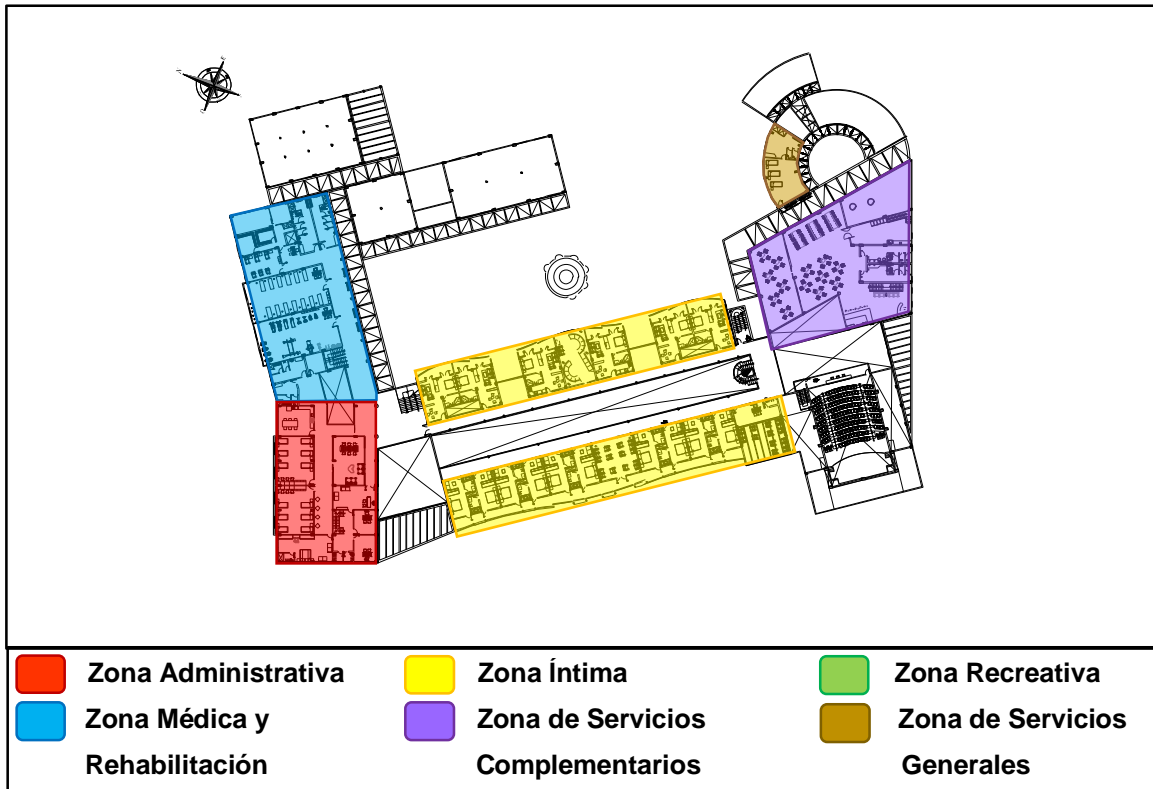 Zona Administrativa
Zona Íntima
Zona Recreativa
Zona Médica y
Rehabilitación
Zona de Servicios
Complementarios
Zona de Servicios
Generales